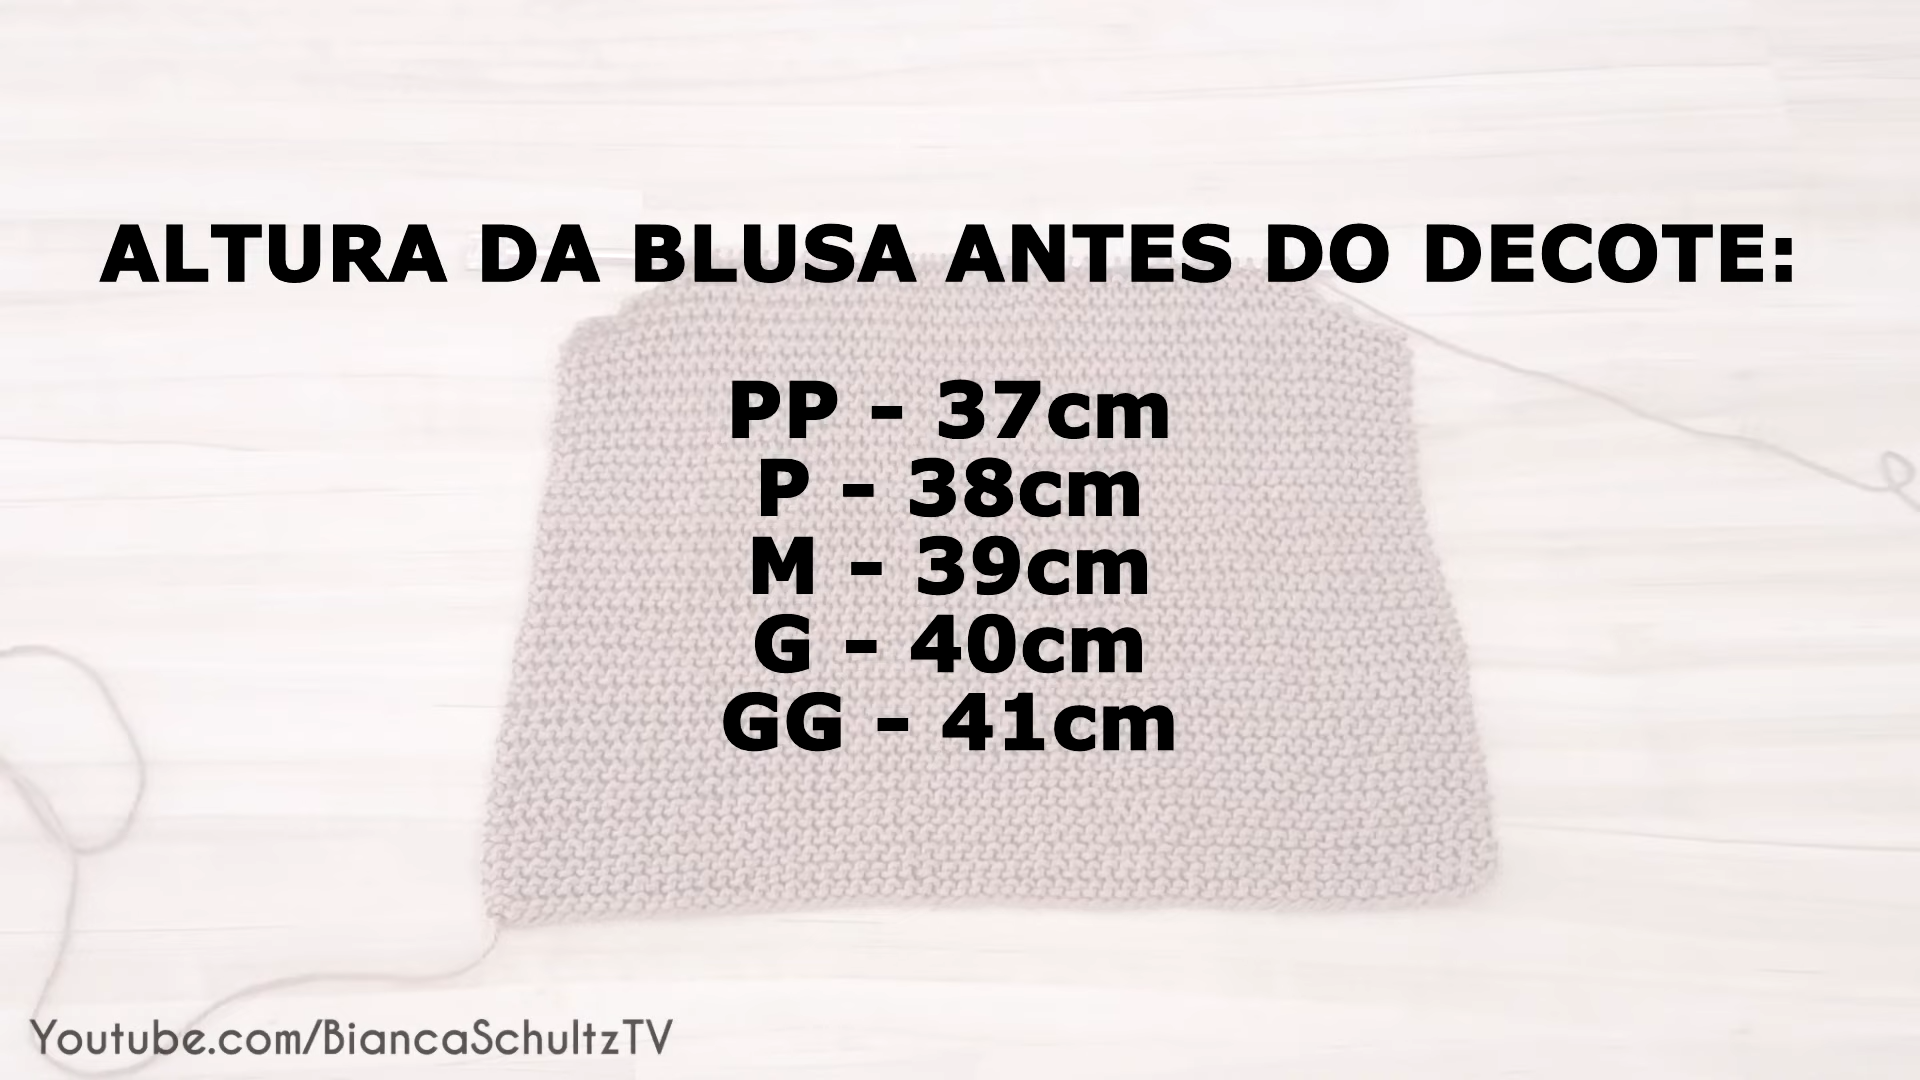 ALTURA DA BLUSA ANTES DO DECOTE:
PP - 37cm
P - 38cm
M - 39cm
G - 40cm
GG - 41cm
Youtube.com/BiancaSchultzTV